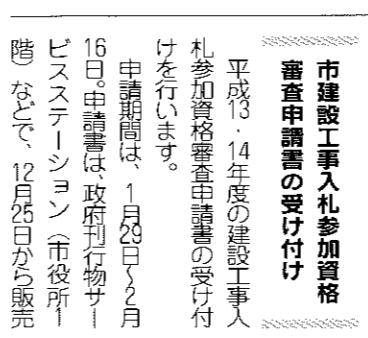 市建設工事入札参加資格
審査申請書の受け付け
平成13・14年度の建設工事入
札参加資格審査申請書の受け付
けを行います。
申請期間は、1月29日~2月
16日。申請書は、政府刊行物サー
ビスステーション(市役所1
階)などで、12月25日から販売